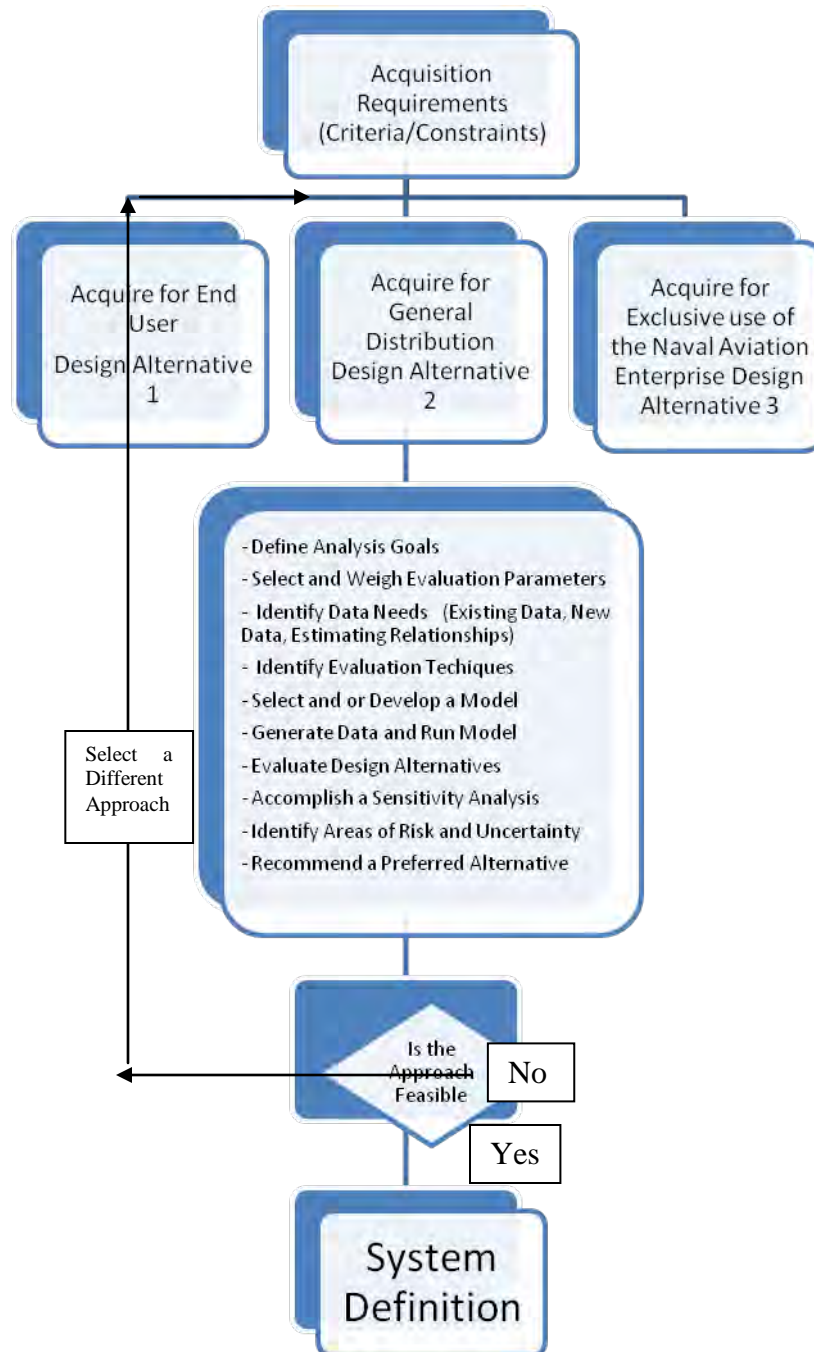 Acquisition
Requirements
(Criteria/Constraints)
Acquire for End
User
Design Alternative
1
Acquire for
General
Distribution
Design Alternative
2
Acquire for
Exclusive use of
the Naval Aviation
Enterprise Design
Alternative 3
- Define Analysis Goals
- Select and Weigh Evaluation Parameters
- Identify Data Needs (Existing Data, New
Data, Estimating Relationships)
- Identify Evaluation Techiques
- Select and or Develop a Model
- Generate Data and Run Model
- Evaluate Design Alternatives
- Accomplish a Sensitivity Analysis
- Identify Areas of Risk and Uncertainty
- Recommend a Preferred Alternative
Select a
Different
Approach
Is the
Approach
Feasible
No
Yes
System
Definition